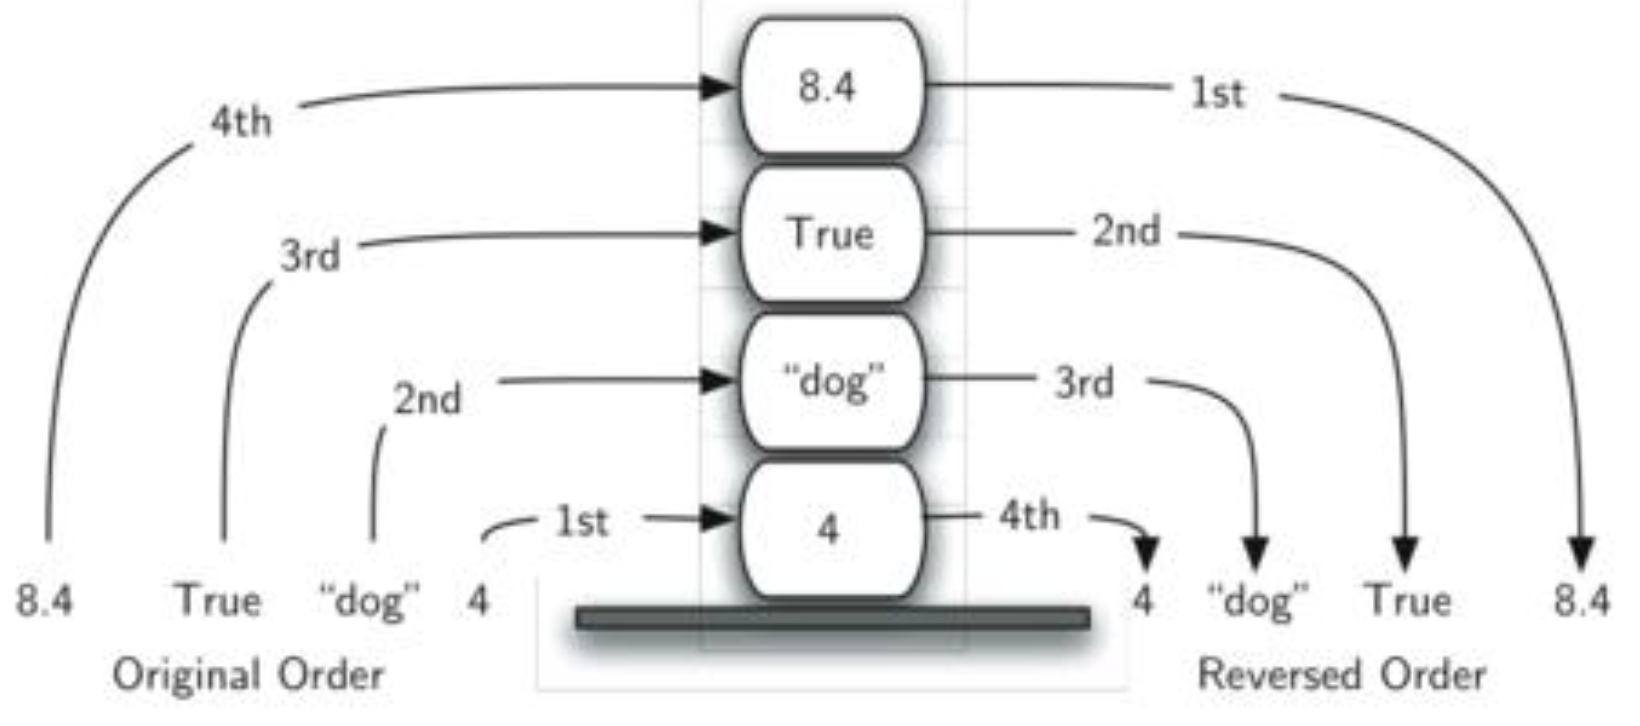 8.4
1st
4th
True
2nd
3rd
"dog"
3rd
2nd
4
4th
1st
8.4 True "dog" 4
4 "dog" True 8.4
Original Order
Reversed Order